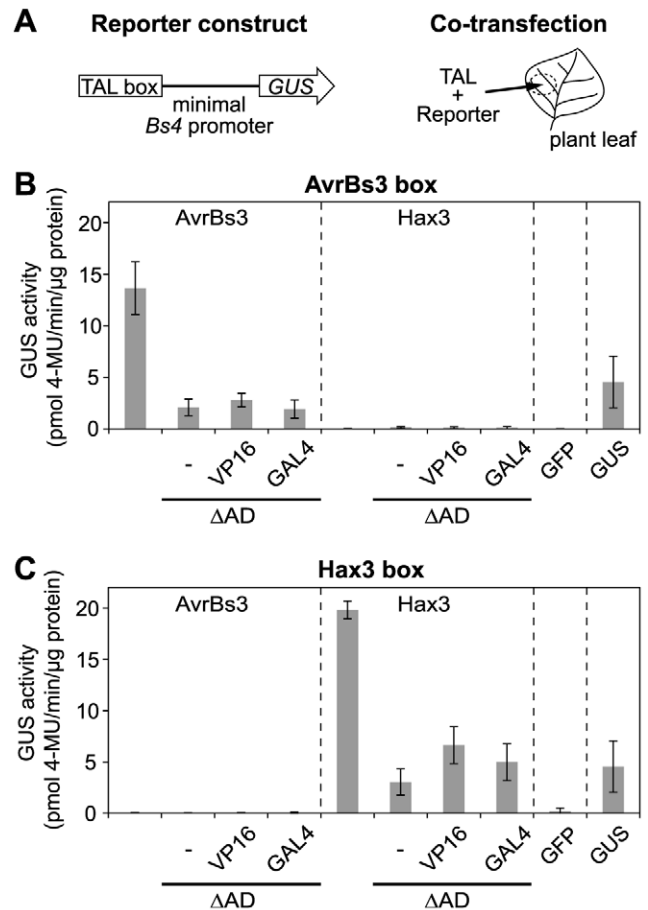 A Reporter construct Co-transfection
TAL box GUS
minimal
Bs4 promoter
TAL
+
Reporter
plant leaf
B AvrBs3 box
AvrBs3 Hax3
GUS activity
(pmol 4-MU/min/µg protein)
20
15
10
5
0
- VP16 GAL4 - VP16 GAL4 GFP GUS
ΔAD ΔAD
C Hax3 box
AvrBs3 Hax3
GUS activity
(pmol 4-MU/min/µg protein)
20
15
10
5
0
- VP16 GAL4 - VP16 GAL4 GFP GUS
ΔAD ΔAD